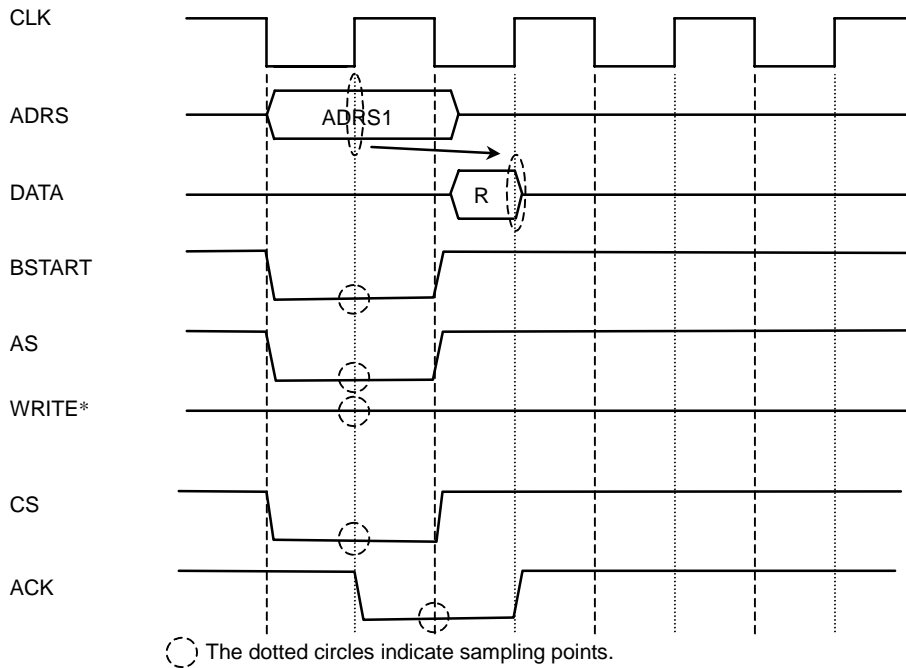 CLK
ADRS
ADRS1
DATA
R
BSTART
AS
WRITE*
CS
ACK
The dotted circles indicate sampling points.